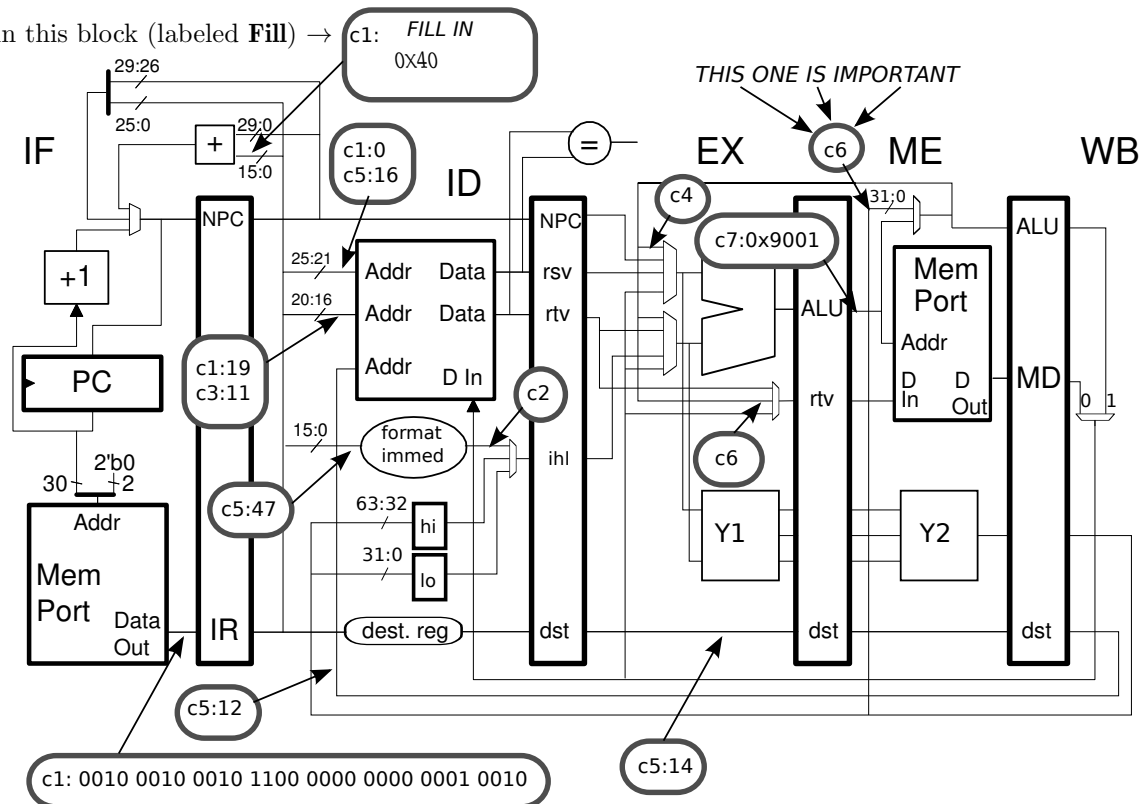 in this block (labeled Fill) →
c1: FILL IN
0X40
29:26
25:0
29:0
15:0
THIS ONE IS IMPORTANT
IF
ID
EX
ME
WB
+
=
c1:0
c5:16
c6
c4
31:0
c7:0x9001
NPC
NPC
ALU
+1
25:21
Addr
Data
rsv
Mem
Port
20:16
Addr
Data
rtv
ALU
Addr
Addr
D In
c1:19
c3:11
PC
c2
rtv
D
In
D
Out
MD
0 1
15:0
format
immed
ihl
c6
2'b0
30
2
c5:47
Addr
63:32
hi
Y1
Y2
31:0
lo
Mem
Port
Data
Out
IR
dest. reg
dst
dst
dst
c5:12
c5:14
c1: 0010 0010 0010 1100 0000 0000 0001 0010